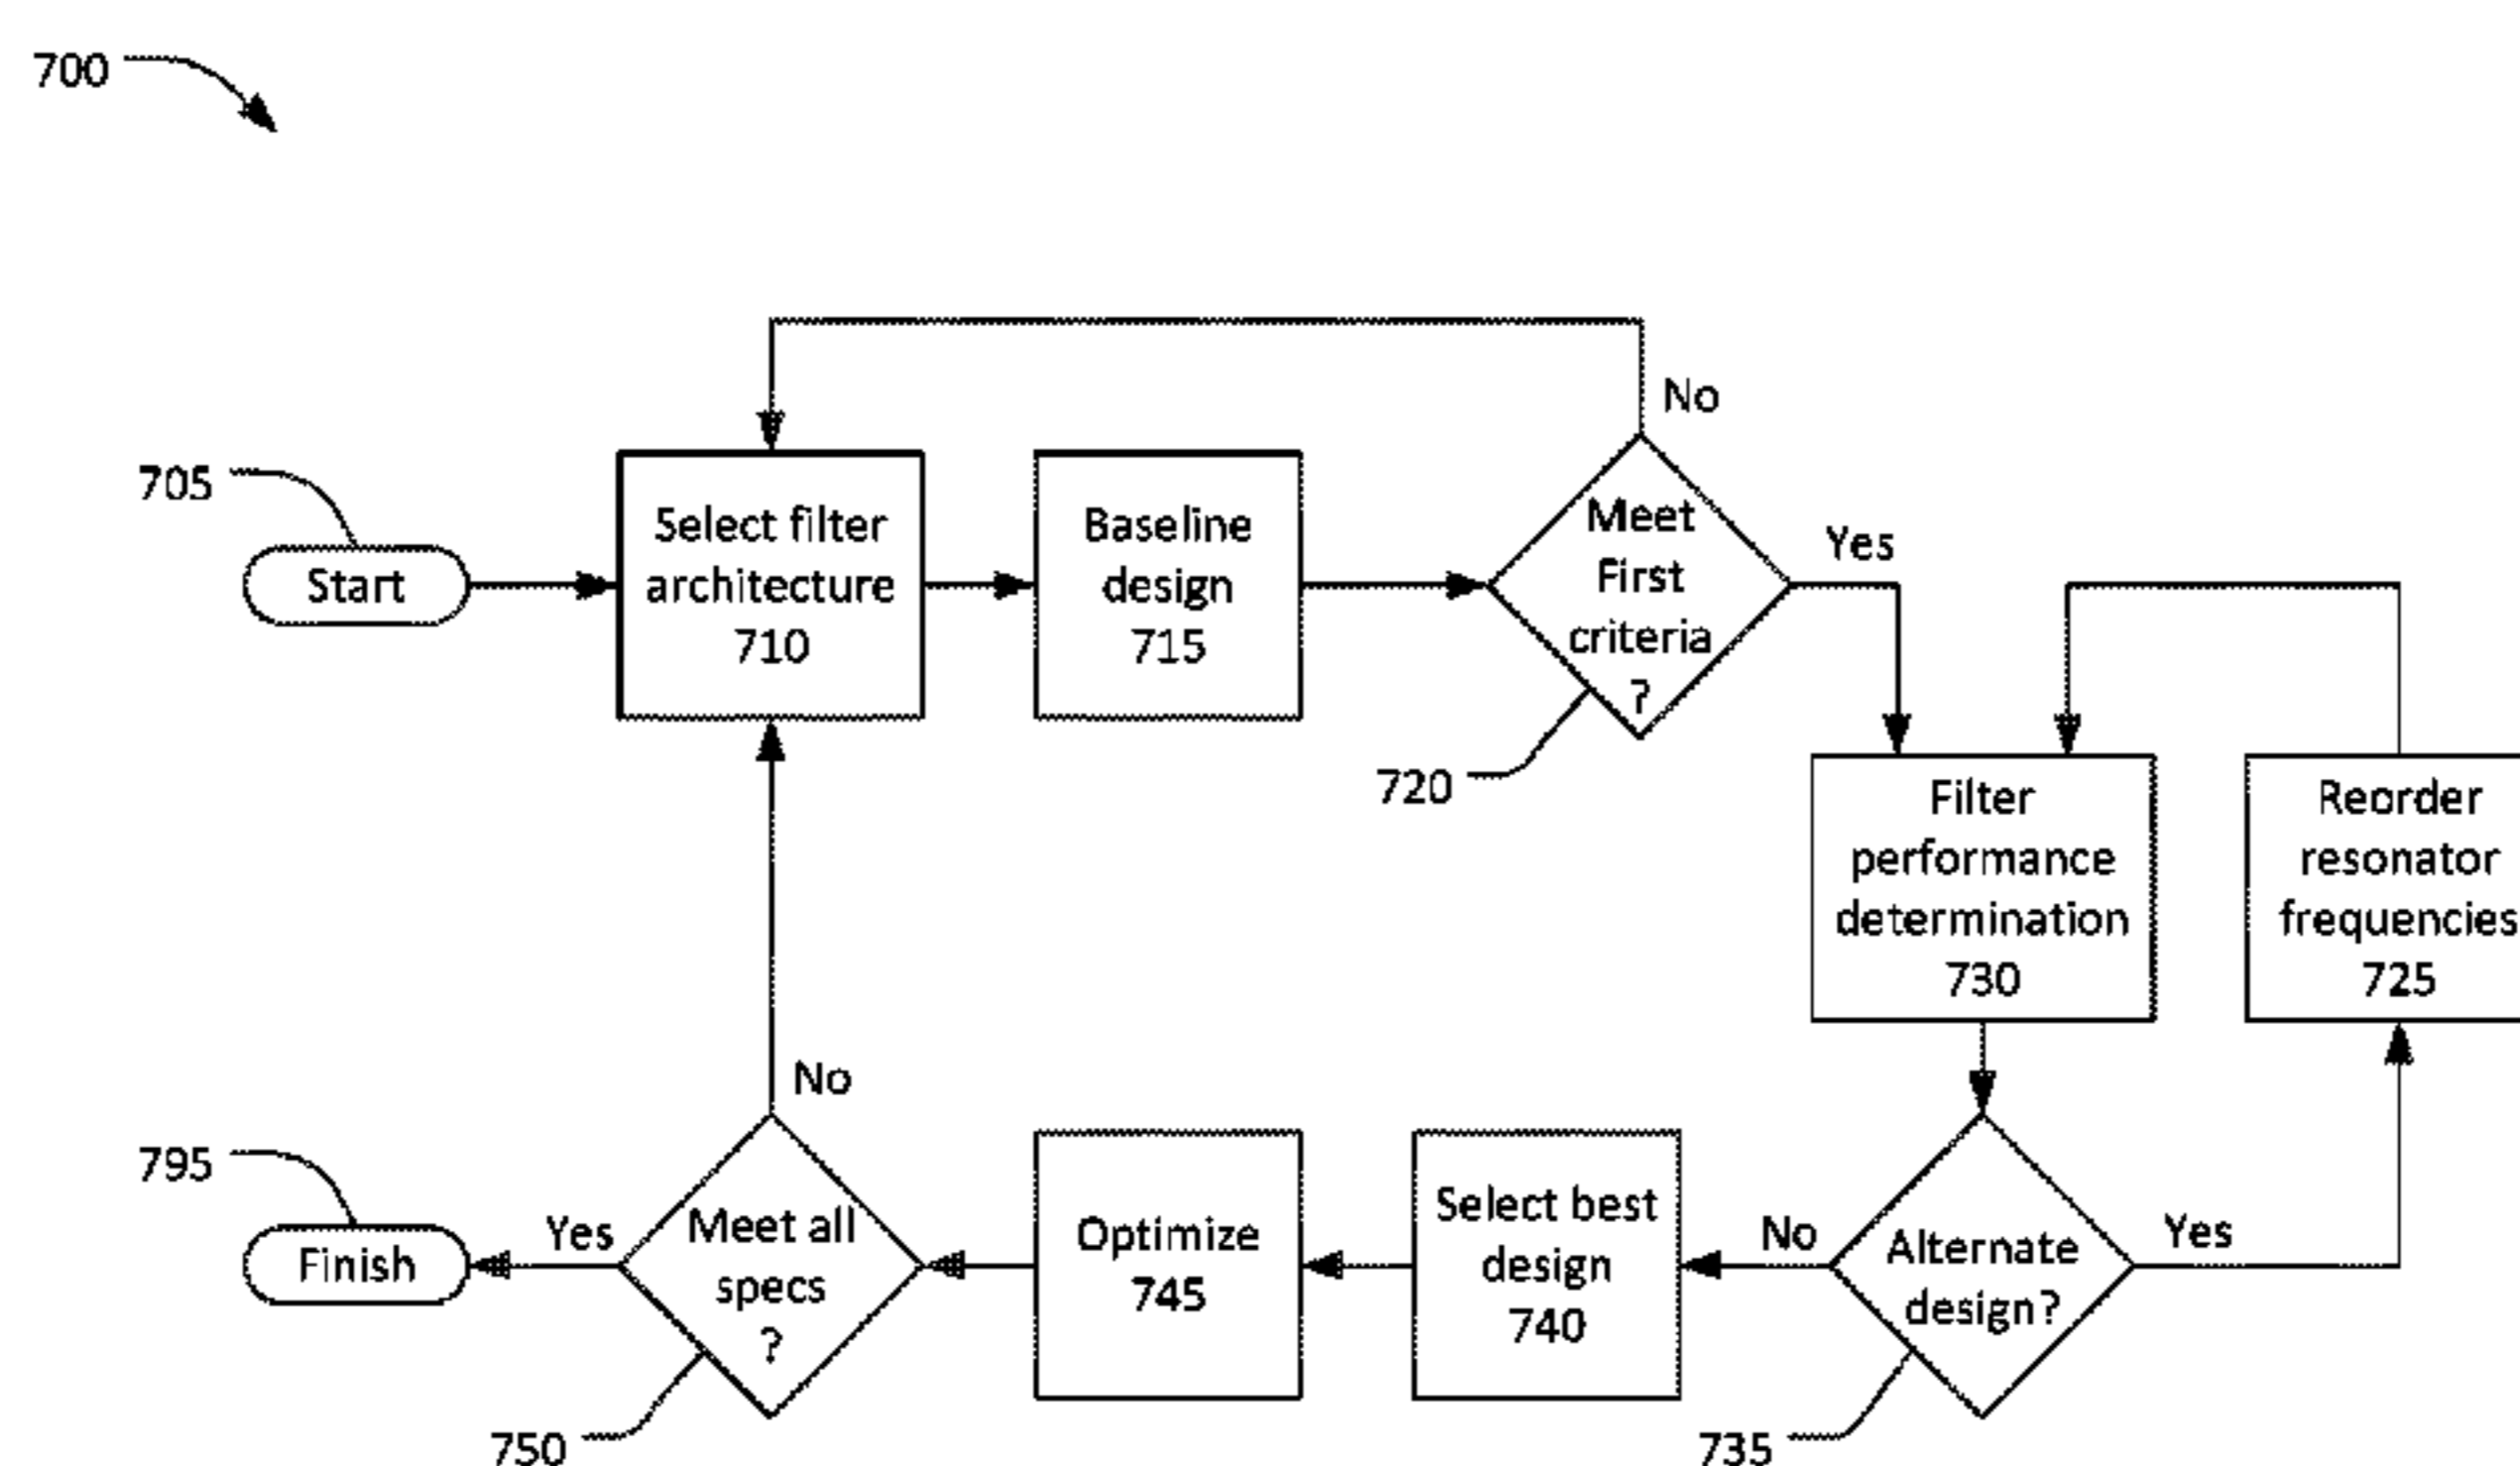 700
No
705
Start
Select filter
architecture
710
Baseline
design
715
Meet
First
criteria
?
Yes
720
Filter
performance
determination
730
Reorder
resonator
frequencies
725
No
795
Finish
Yes
Meet all
specs
?
750
Optimize
745
Select best
design
740
No
Alternate
design?
Yes
735